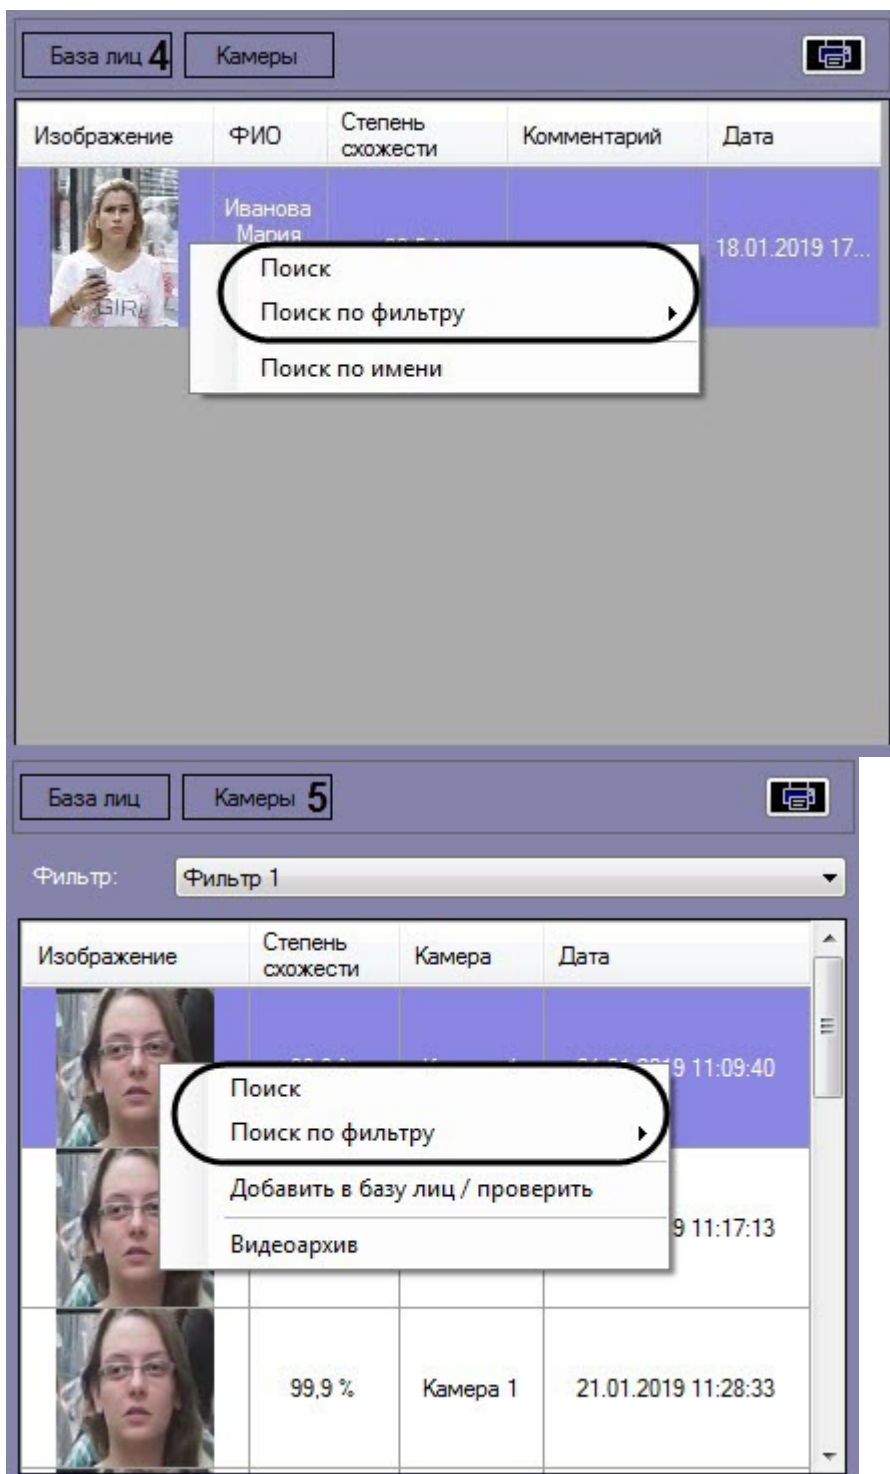 База лиц 4 Камеры
Изображение ФИО Степень схожести Комментарий Дата
Иванова
Мария
18.01.2019 17...
GIRL
Поиск
Поиск по фильтру
Поиск по имени
База лиц Камеры 5
Фильтр: Фильтр 1
Изображение Степень схожести Камера Дата
9 11:09:40
Поиск
Поиск по фильтру
Добавить в базу лиц / проверить
9 11:17:13
Видеоархив
99,9 % Камера 1 21.01.2019 11:28:33